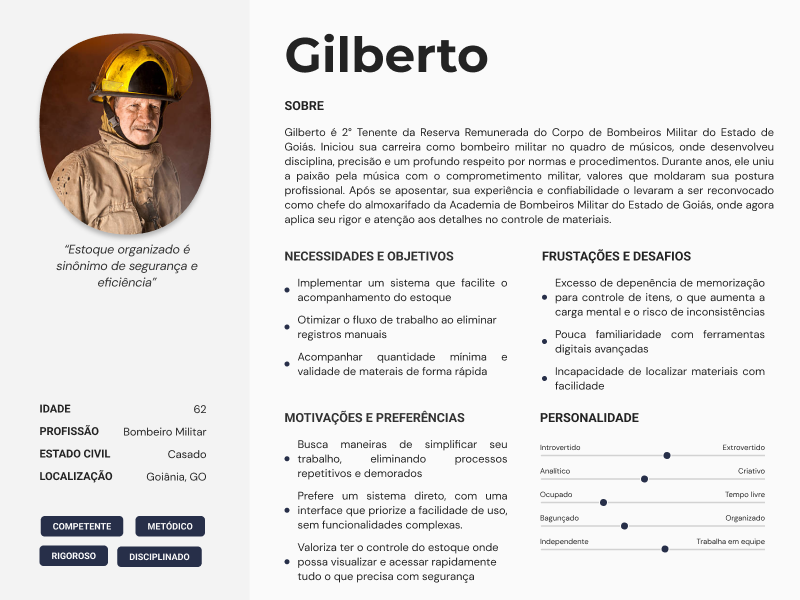 Gilberto
SOBRE
Gilberto é 2° Tenente da Reserva Remunerada do Corpo de Bombeiros Militar do Estado de
Goiás. Iniciou sua carreira como bombeiro militar no quadro de músicos, onde desenvolveu
disciplina, precisão e um profundo respeito por normas e procedimentos. Durante anos, ele uniu
a paixão pela música com o comprometimento militar, valores que moldaram sua postura
profissional. Após se aposentar, sua experiência e confiabilidade o levaram a ser reconvocado
como chefe do almoxarifado da Academia de Bombeiros Militar do Estado de Goiás, onde agora
aplica seu rigor e atenção aos detalhes no controle de materiais.
“Estoque organizado é
sinônimo de segurança e
eficiência”
IDADE 62
PROFISSÃO Bombeiro Militar
ESTADO CIVIL Casado
LOCALIZAÇÃO Goiânia, GO
COMPETENTE METÓDICO
RIGOROSO DISCIPLINADO
NECESSIDADES E OBJETIVOS
Implementar um sistema que facilite o
acompanhamento do estoque
Otimizar o fluxo de trabalho ao eliminar
registros manuais
Acompanhar quantidade mínima e
validade de materais de forma rápida
FRUSTAÇÕES E DESAFIOS
Excesso de depenência de memorização
para controle de itens, o que aumenta a
carga mental e o risco de inconsistências
Pouca familiaridade com ferramentas
digitais avançadas
Incapacidade de localizar materiais com
facilidade
MOTIVAÇÕES E PREFERÊNCIAS
Busca maneiras de simplificar seu
trabalho, eliminando processos
repetitivos e demorados
Prefere um sistema direto, com uma
interface que priorize a facilidade de uso,
sem funcionalidades complexas.
Valoriza ter o controle do estoque onde
possa visualizar e acessar rapidamente
tudo o que precisa com segurança
PERSONALIDADE
Introvertido Extrovertido
Analítico Criativo
Ocupado Tempo livre
Bagunçado Organizado
Independente Trabalha em equipe